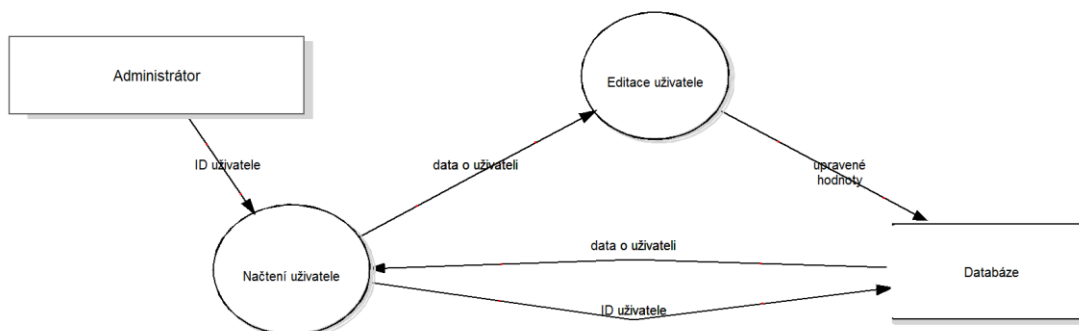 Administrátor
Editace uživatele
ID uživatele
data o uživateli
upravené
hodnoty
data o uživateli
Načtení uživatele
Databáze
ID uživatele